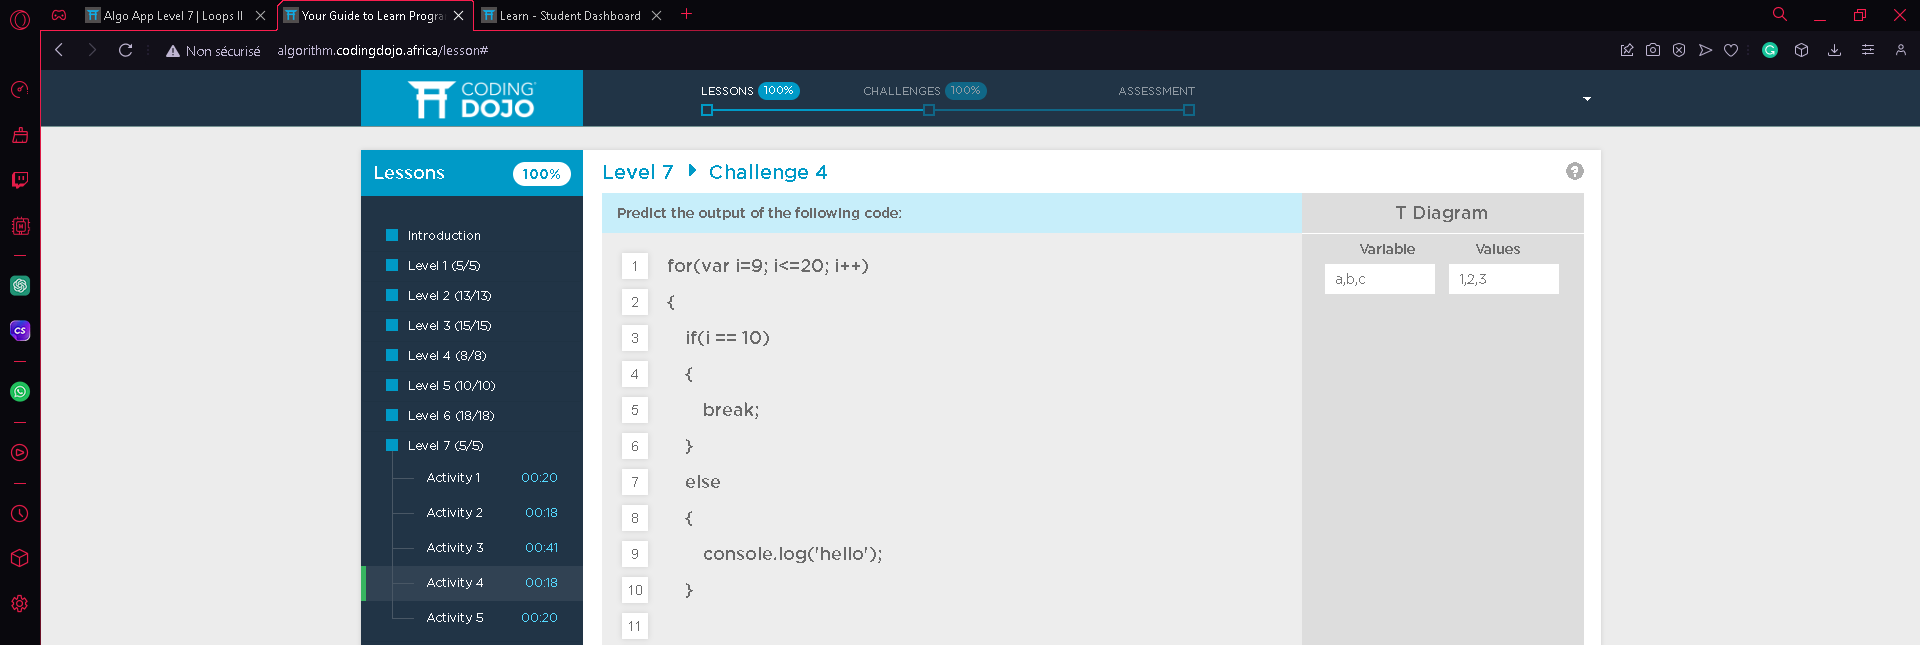 Algo App Level 7 | Loops II
Your Guide to Learn Progra
Learn - Student Dashboard
Non sécurisé
algorithm.codingdojo.africa/lesson#
CODING
DOJO
LESSONS 100%
CHALLENGES 100%
ASSESSMENT
Lessons 100%
Introduction
Level 1 (5/5)
Level 2 (13/13)
Level 3 (15/15)
Level 4 (8/8)
Level 5 (10/10)
Level 6 (18/18)
Level 7 (5/5)
Activity 1 00:20
Activity 2 00:18
Activity 3 00:41
Activity 4 00:18
Activity 5 00:20
CS
Level 7 Challenge 4
?
Predict the output of the following code:
1 for(var i=9; i<=20; i++)
2 {
3 if(i == 10)
4 {
5 break;
6 }
7 else
8 {
9 console.log('hello');
10 }
11
T Diagram
Variable Values
a,b,c 1,2,3